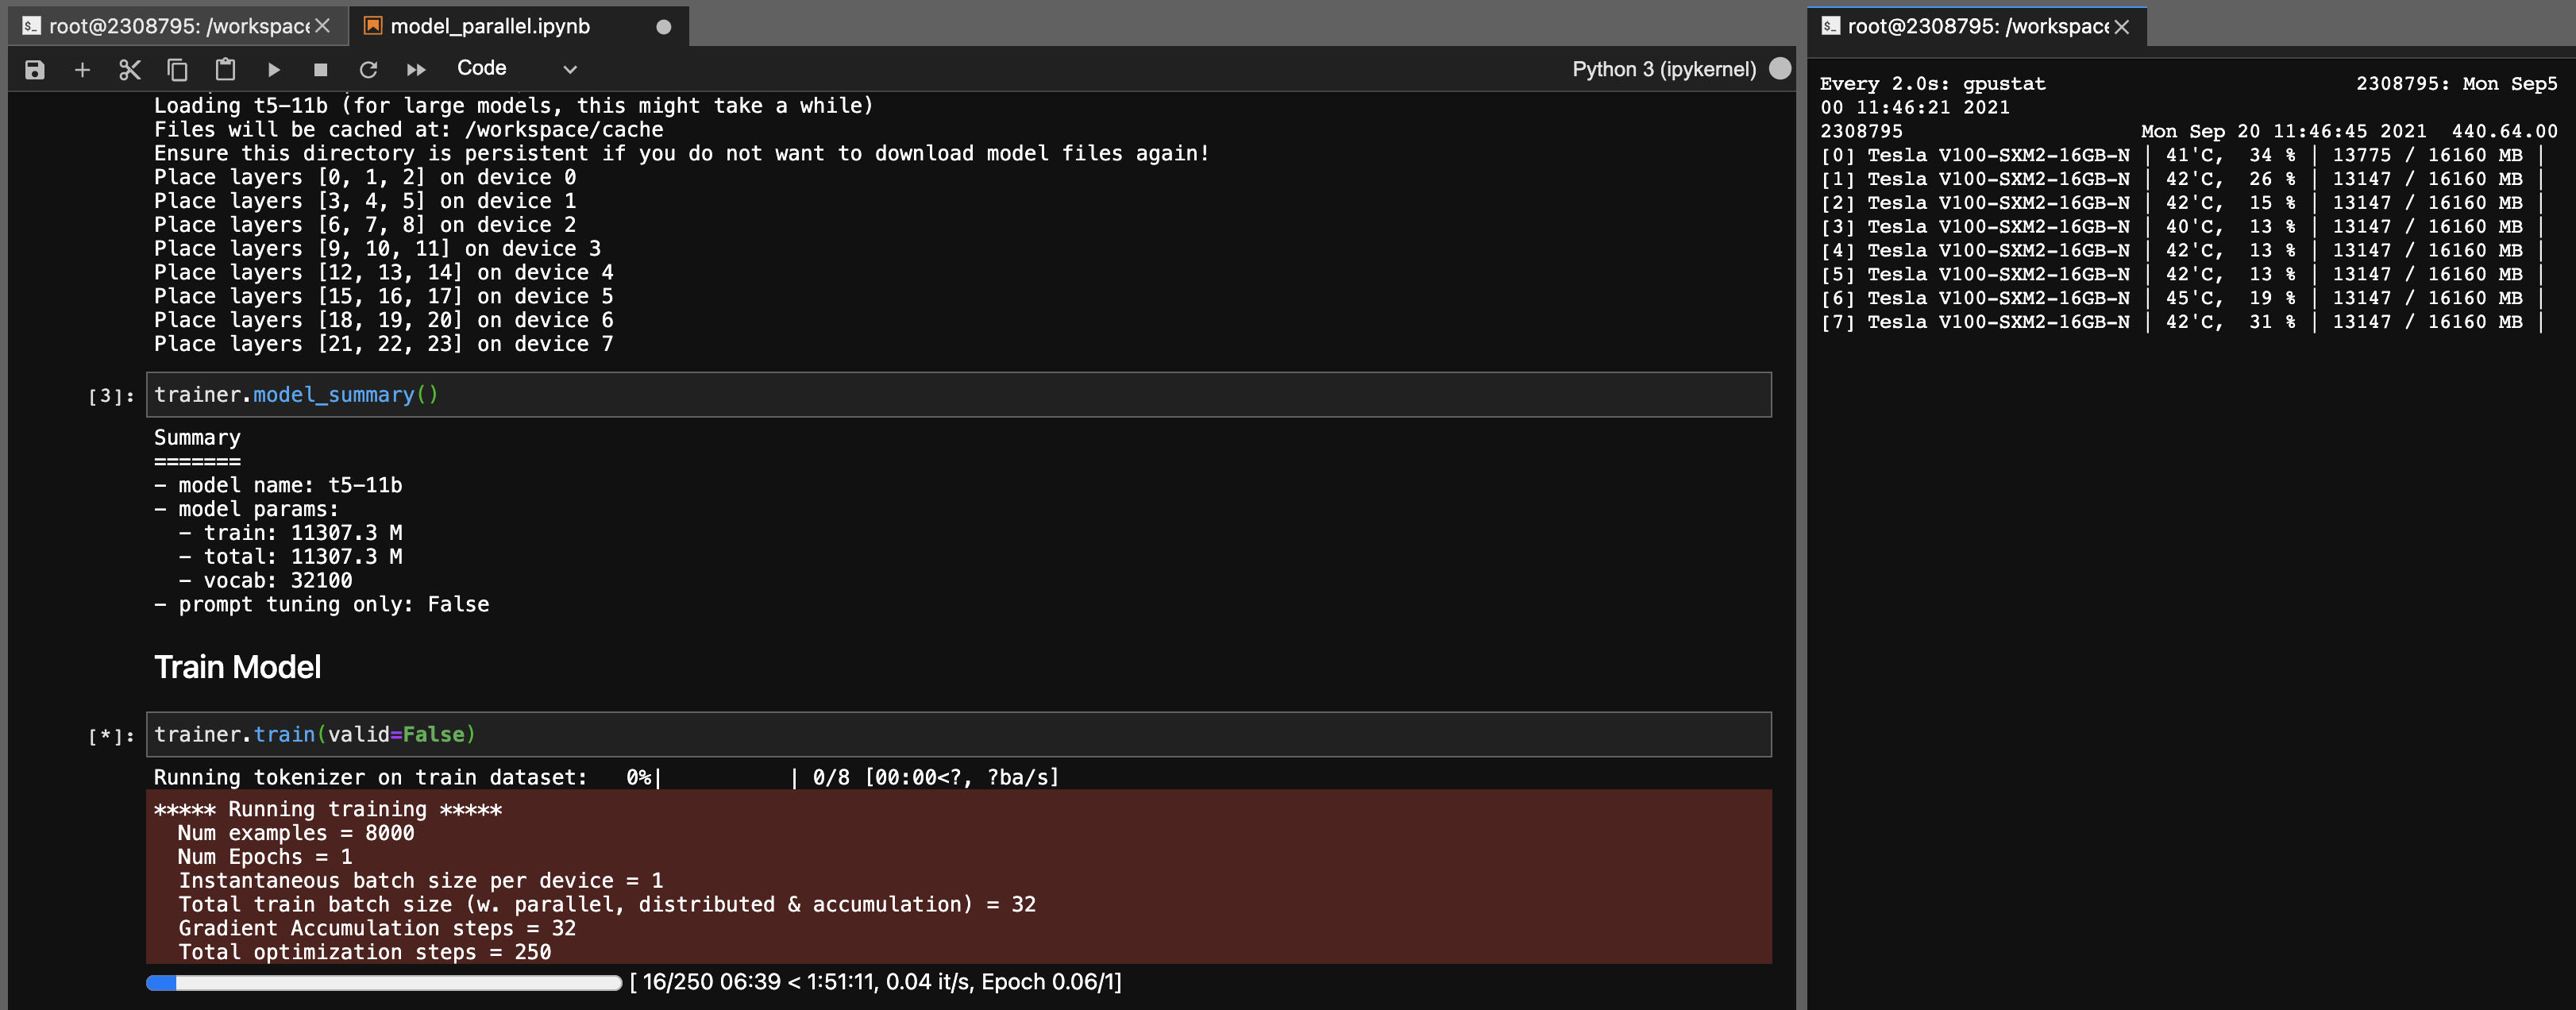 root@2308795: /workspac
model_parallel.ipynb
Code
Python 3 (ipykernel)
Loading t5-11b (for large models, this might take a while)
Files will be cached at: /workspace/cache
Ensure this directory is persistent if you do not want to download model files again!
Place layers [0, 1, 2] on device 0
Place layers [3, 4, 5] on device 1
Place layers [6, 7, 8] on device 2
Place layers [9, 10, 11] on device 3
Place layers [12, 13, 14] on device 4
Place layers [15, 16, 17] on device 5
Place layers [18, 19, 20] on device 6
Place layers [21, 22, 23] on device 7
[3]: trainer.model_summary()
Summary
=======
- model name: t5-11b
- model params:
- train: 11307.3 M
- total: 11307.3 M
- vocab: 32100
- prompt tuning only: False
Train Model
[*]: trainer.train(valid=False)
Running tokenizer on train dataset: 0%| | 0/8 [00:00<?, ?ba/s]
***** Running training *****
Num examples = 8000
Num Epochs = 1
Instantaneous batch size per device = 1
Total train batch size (w. parallel, distributed & accumulation) = 32
Gradient Accumulation steps = 32
Total optimization steps = 250
[ 16/250 06:39 < 1:51:11, 0.04 it/s, Epoch 0.06/1]
root@2308795: /workspac
Every 2.0s: gpustat 2308795: Mon Sep5
00 11:46:21 2021
2308795 Mon Sep 20 11:46:45 2021 440.64.00
[0] Tesla V100-SXM2-16GB-N | 41'C, 34 % | 13775 / 16160 MB |
[1] Tesla V100-SXM2-16GB-N | 42'C, 26 % | 13147 / 16160 MB |
[2] Tesla V100-SXM2-16GB-N | 42'C, 15 % | 13147 / 16160 MB |
[3] Tesla V100-SXM2-16GB-N | 40'C, 13 % | 13147 / 16160 MB |
[4] Tesla V100-SXM2-16GB-N | 42'C, 13 % | 13147 / 16160 MB |
[5] Tesla V100-SXM2-16GB-N | 42'C, 13 % | 13147 / 16160 MB |
[6] Tesla V100-SXM2-16GB-N | 45'C, 19 % | 13147 / 16160 MB |
[7] Tesla V100-SXM2-16GB-N | 42'C, 31 % | 13147 / 16160 MB |